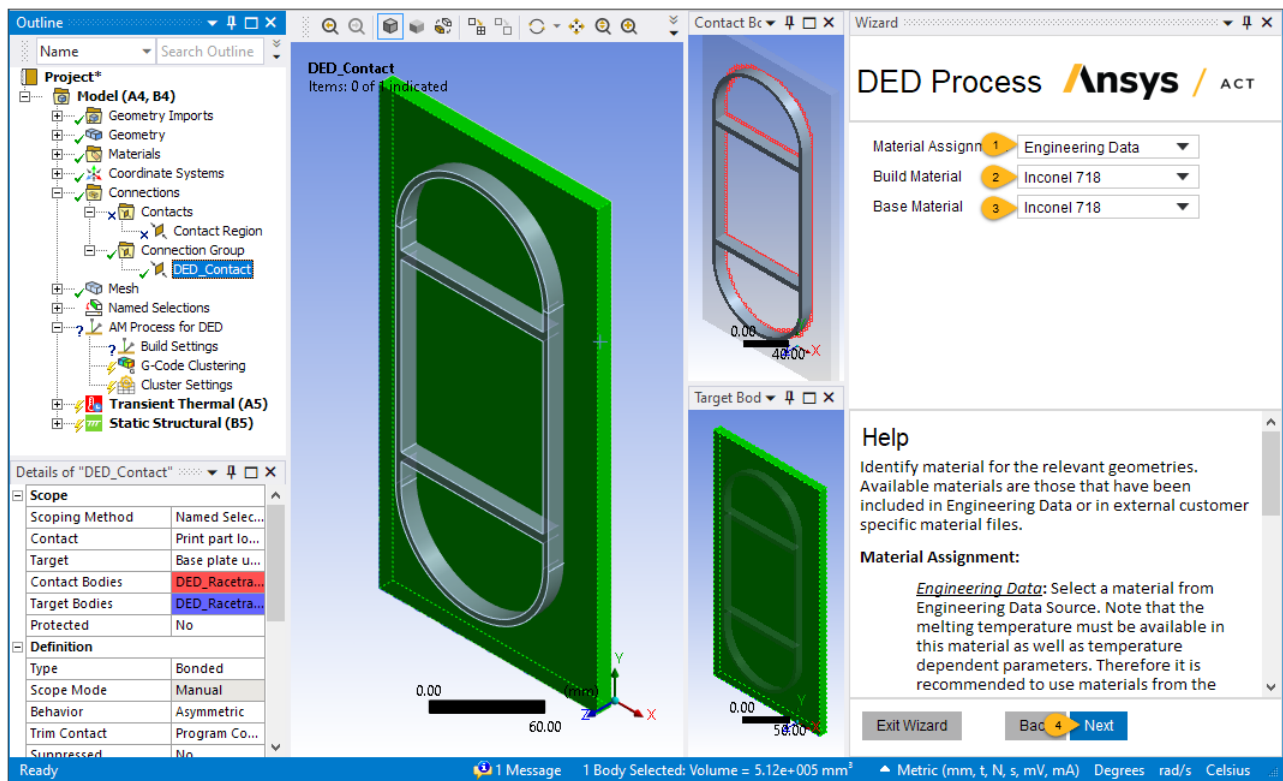 Outline
Name
Search Outline
Project*
Model (A4, B4)
Geometry Imports
Geometry
Materials
Coordinate Systems
Connections
Contacts
Contact Region
Connection Group
DED_Contact
Mesh
Named Selections
AM Process for DED
Build Settings
G-Code Clustering
Cluster Settings
Transient Thermal (A5)
Static Structural (B5)
Details of "DED_Contact"
Scope
Scoping Method Named Selec...
Contact Print part lo...
Target Base plate u...
Contact Bodies DED_Racetra...
Target Bodies DED_Racetra...
Protected No
Definition
Type Bonded
Scope Mode Manual
Behavior Asymmetric
Trim Contact Program Co...
Suppressed No
DED_Contact
Items: 0 of 1 indicated
0.00 (mm)
60.00
Y
Z X
Contact Bo
0.00
40.00 X
Target Bod
Y
0.00 X
50.00
Wizard
DED Process Ansys / ACT
Material Assignm 1 Engineering Data
Build Material 2 Inconel 718
Base Material 3 Inconel 718
Help
Identify material for the relevant geometries.
Available materials are those that have been
included in Engineering Data or in external customer
specific material files.
Material Assignment:
Engineering Data: Select a material from
Engineering Data Source. Note that the
melting temperature must be available in
this material as well as temperature
dependent parameters. Therefore it is
recommended to use materials from the
Exit Wizard Bac 4 Next
Ready 1 Message 1 Body Selected: Volume = 5.12e+005 mm³ Metric (mm, t, N, s, mV, mA) Degrees rad/s Celsius